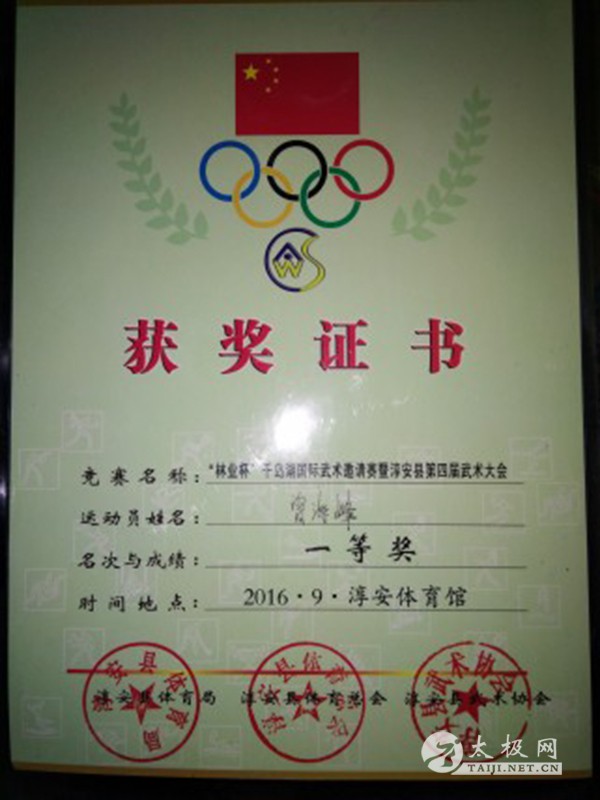 获奖证书
竞赛名称：“林业杯”千岛湖国际武术邀请赛暨淳安县第四届武术大会
运动员姓名：曾海峰
名次与成绩：一等奖
时间地点：2016·9·淳安体育馆
淳安县体育局 淳安县体育总会 淳安县武术协会
太极网
TAIJI.NET.CN